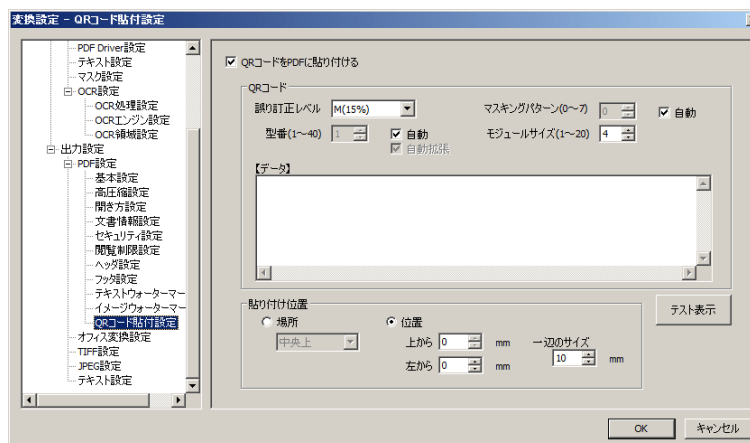 変換設定 - QRコード貼付設定
PDF Driver設定
テキスト設定
マスク設定
OCR設定
OCR処理設定
OCRエンジン設定
OCR領域設定
出力設定
PDF設定
基本設定
高圧縮設定
開き方設定
文書情報設定
セキュリティ設定
閲覧制限設定
ヘッダ設定
フッタ設定
テキストウォーターマー
イメージウォーターマー
QRコード貼付設定
オフィス変換設定
TIFF設定
JPEG設定
テキスト設定
QRコードをPDFに貼り付ける
QRコード
誤り訂正レベル M(15%) マスキングパターン(0~7) 0 自動
型番(1~40) 1 自動 モジュールサイズ(1~20) 4
自動拡張
【データ】
貼り付け位置
場所 位置
中央上 上から 0 mm 一辺のサイズ
左から 0 mm 10 mm
テスト表示
OK キャンセル